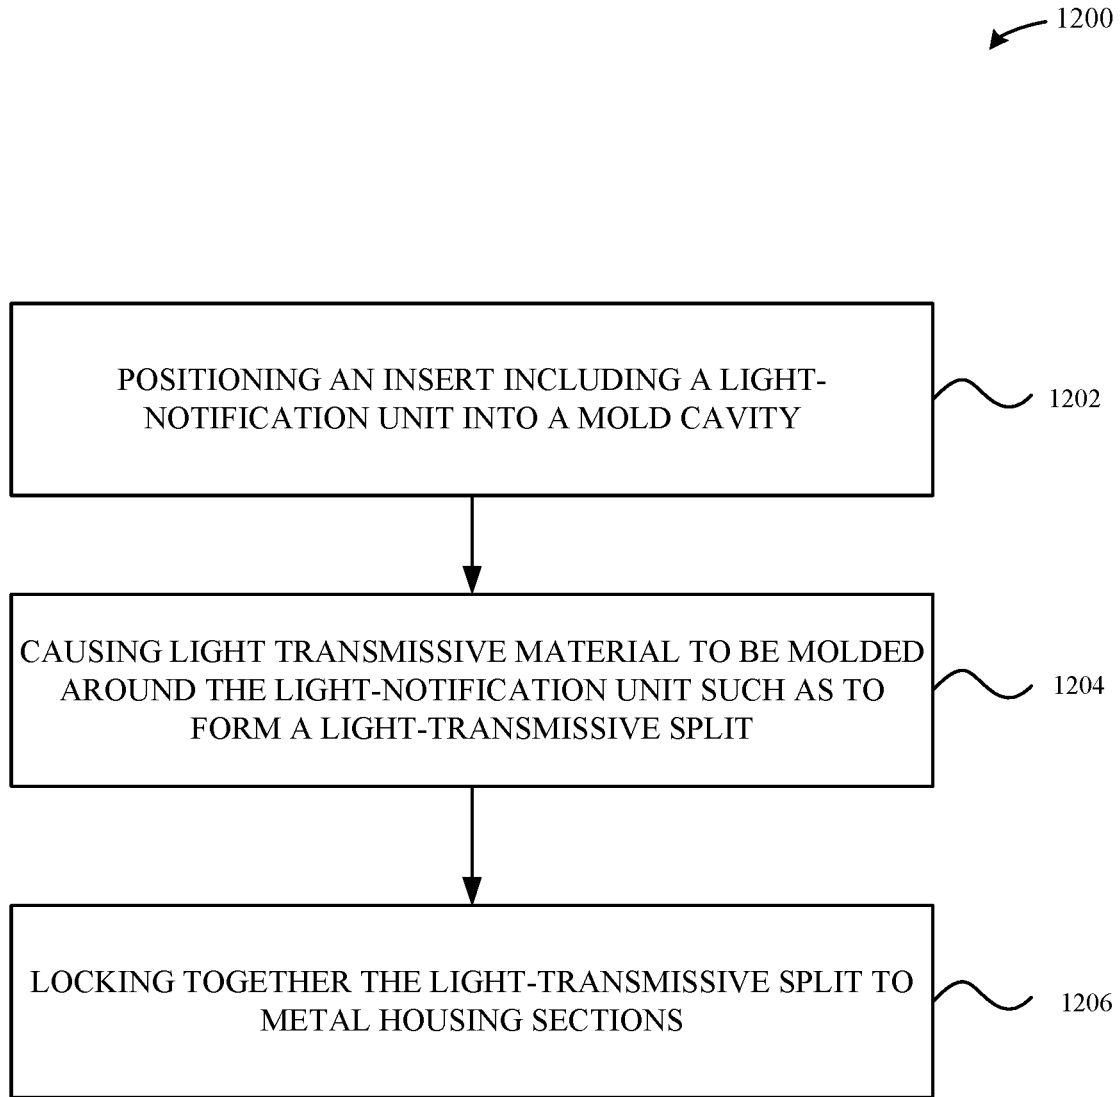 1200
POSITIONING AN INSERT INCLUDING A LIGHT-
NOTIFICATION UNIT INTO A MOLD CAVITY
1202
CAUSING LIGHT TRANSMISSIVE MATERIAL TO BE MOLDED
AROUND THE LIGHT-NOTIFICATION UNIT SUCH AS TO
FORM A LIGHT-TRANSMISSIVE SPLIT
1204
LOCKING TOGETHER THE LIGHT-TRANSMISSIVE SPLIT TO
METAL HOUSING SECTIONS
1206